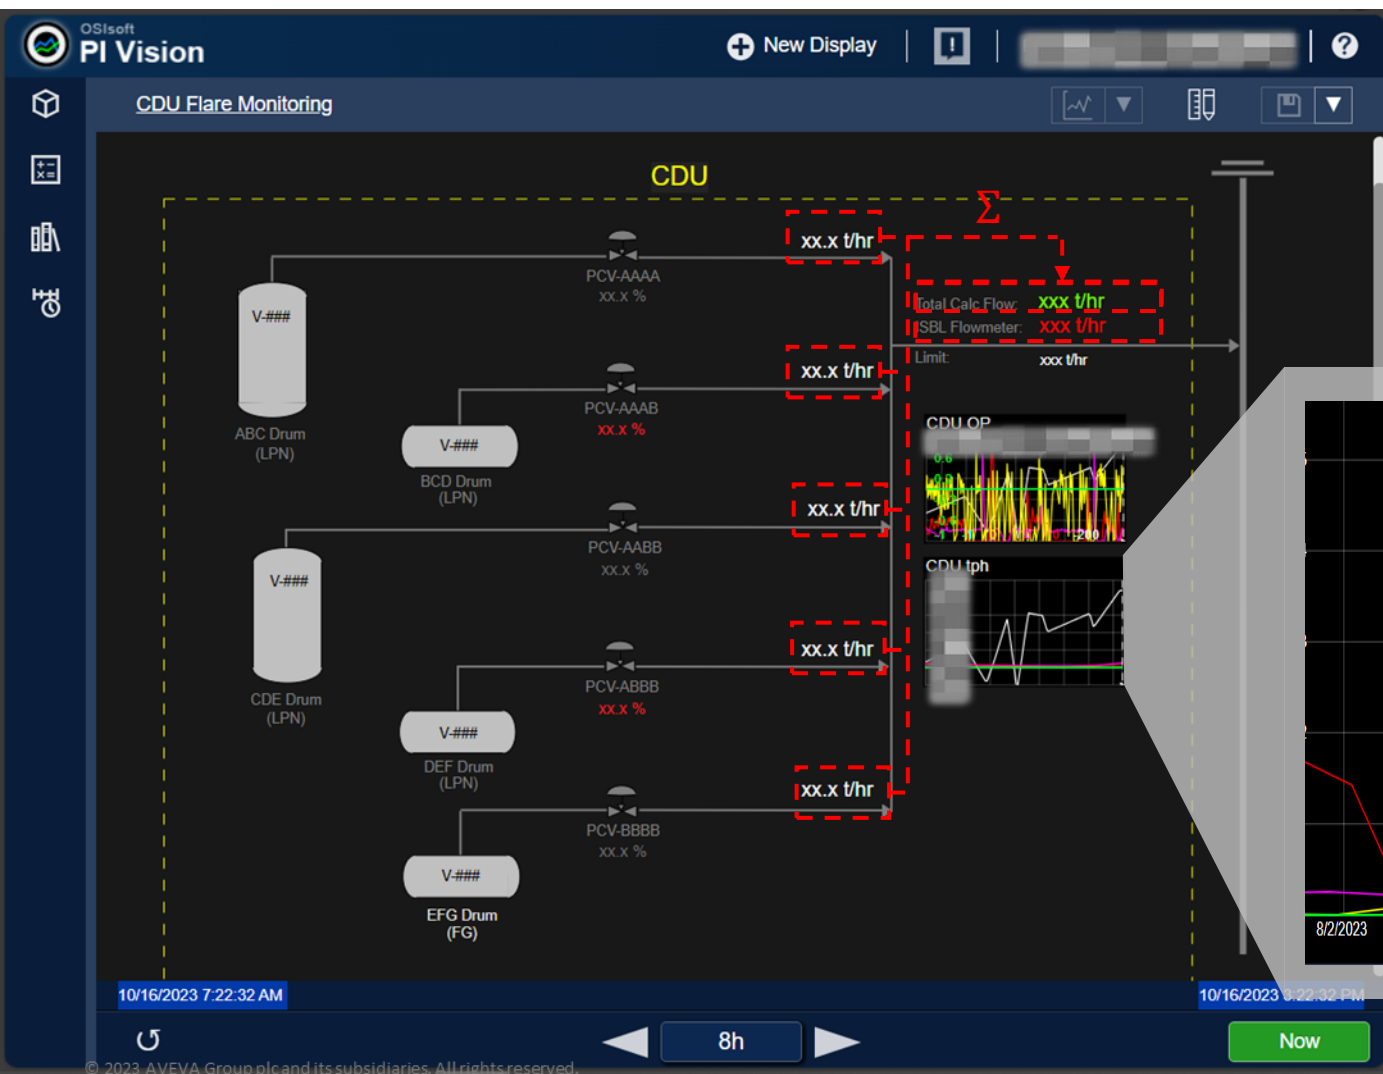 OSIsoft
PI Vision
New Display
?
CDU Flare Monitoring
CDU
Σ
xx.x t/hr
PCV-AAAA
xx.x %
V-###
ABC Drum
(LPN)
Total Calc Flow: xxx t/hr
ISBL Flowmeter: xxx t/hr
Limit: xxx t/hr
xx.x t/hr
PCV-AAAB
xx.x %
V-###
BCD Drum
(LPN)
CDU OP
0.6
-200
xx.x t/hr
PCV-AABB
xx.x %
V-###
CDE Drum
(LPN)
CDU tph
xx.x t/hr
PCV-ABBB
xx.x %
V-###
DEF Drum
(LPN)
xx.x t/hr
PCV-BBBB
xx.x %
V-###
EFG Drum
(FG)
8/2/2023
10/16/2023 7:22:32 AM
10/16/2023 3:22:32 PM
8h
Now
© 2023 AVEVA Group plc and its subsidiaries. All rights reserved.